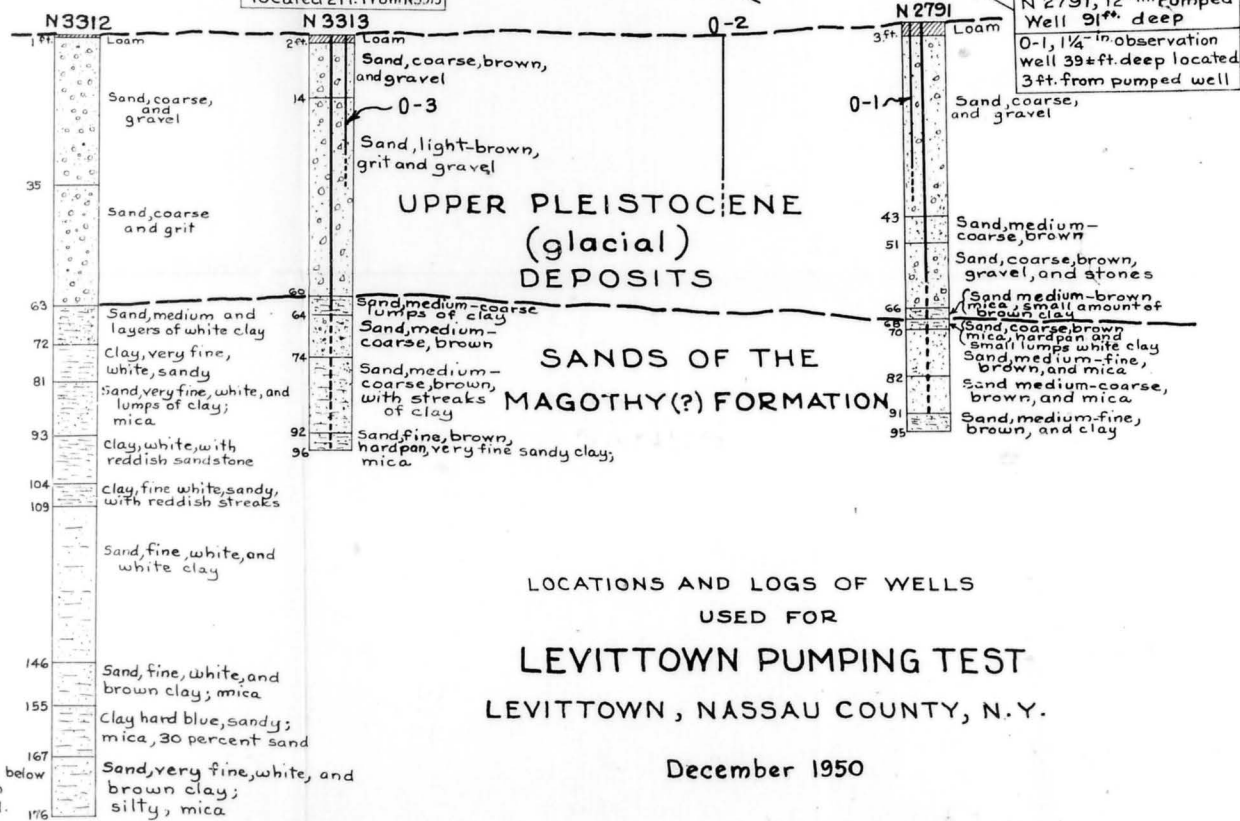 located 2 ft. from N3313
N 3312
N 3313
O-2
N 2791
N 2791, 12-in. pumped
Well 91ft. deep
O-1, 1¼-in. observation
well 39±ft. deep located
3 ft. from pumped well
1 ft.
Loam
Sand, coarse,
and
gravel
35
Sand, coarse
and grit
63
Sand, medium and
layers of white clay
72
Clay, very fine,
white, sandy
81
Sand, very fine, white, and
lumps of clay;
mica
93
Clay, white, with
reddish sandstone
104
Clay, fine white, sandy,
with reddish streaks
109
Sand, fine, white, and
white clay
146
Sand, fine, white, and
brown clay; mica
155
Clay hard blue, sandy;
mica, 30 percent sand
167
below
Sand, very fine, white, and
brown clay;
silty, mica
176
2 ft.
Loam
Sand, coarse, brown,
and gravel
14
O-3
Sand, light-brown,
grit and gravel
60
Sand, medium-coarse
lumps of clay
64
Sand, medium-
coarse, brown
74
Sand, medium-
coarse, brown,
with streaks
of clay
92
Sand, fine, brown,
hardpan, very fine sandy clay;
mica
96
UPPER PLEISTOCENE
(glacial)
DEPOSITS
SANDS OF THE
MAGOTHY(?) FORMATION
3 ft.
Loam
O-1
Sand, coarse,
and gravel
43
Sand, medium-
coarse, brown
51
Sand, coarse, brown,
gravel, and stones
66
Sand medium-brown,
mica, small amount of
brown clay
68
Sand, coarse, brown
mica, hardpan and
small lumps white clay
70
Sand, medium-fine,
brown, and mica
82
Sand medium-coarse,
brown, and mica
91
Sand, medium-fine,
brown, and clay
95
LOCATIONS AND LOGS OF WELLS
USED FOR
LEVITTOWN PUMPING TEST
LEVITTOWN, NASSAU COUNTY, N.Y.
December 1950